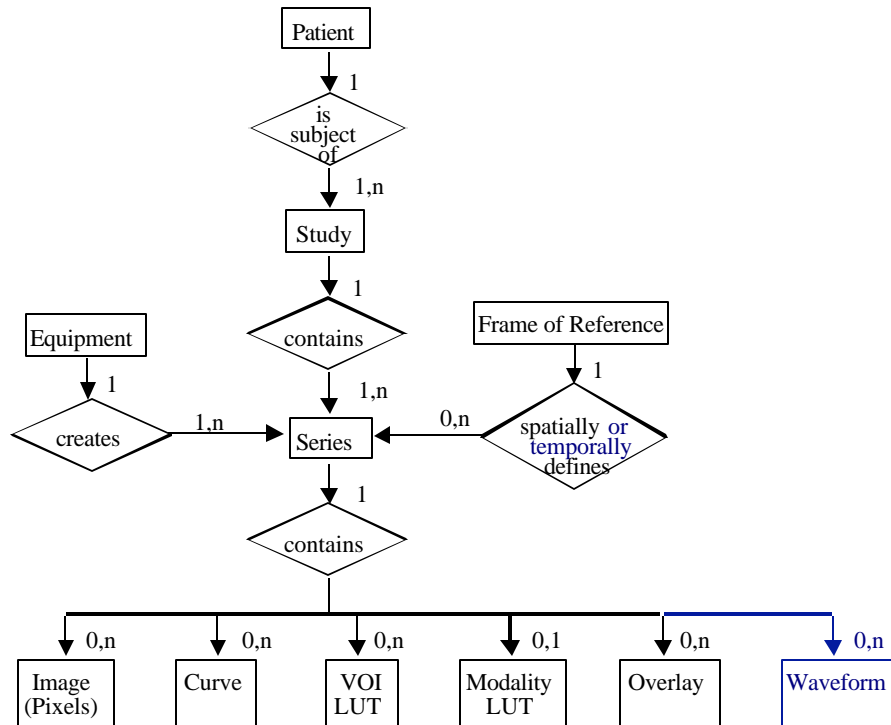 Patient
1
is
subject
of
1,n
Study
1
contains
Equipment
1
creates
1,n
1,n
Frame of Reference
1
spatially or
temporally
defines
0,n
Series
1
contains
0,n
0,n
0,n
0,1
0,n
0,n
Image
(Pixels)
Curve
VOI
LUT
Modality
LUT
Overlay
Waveform